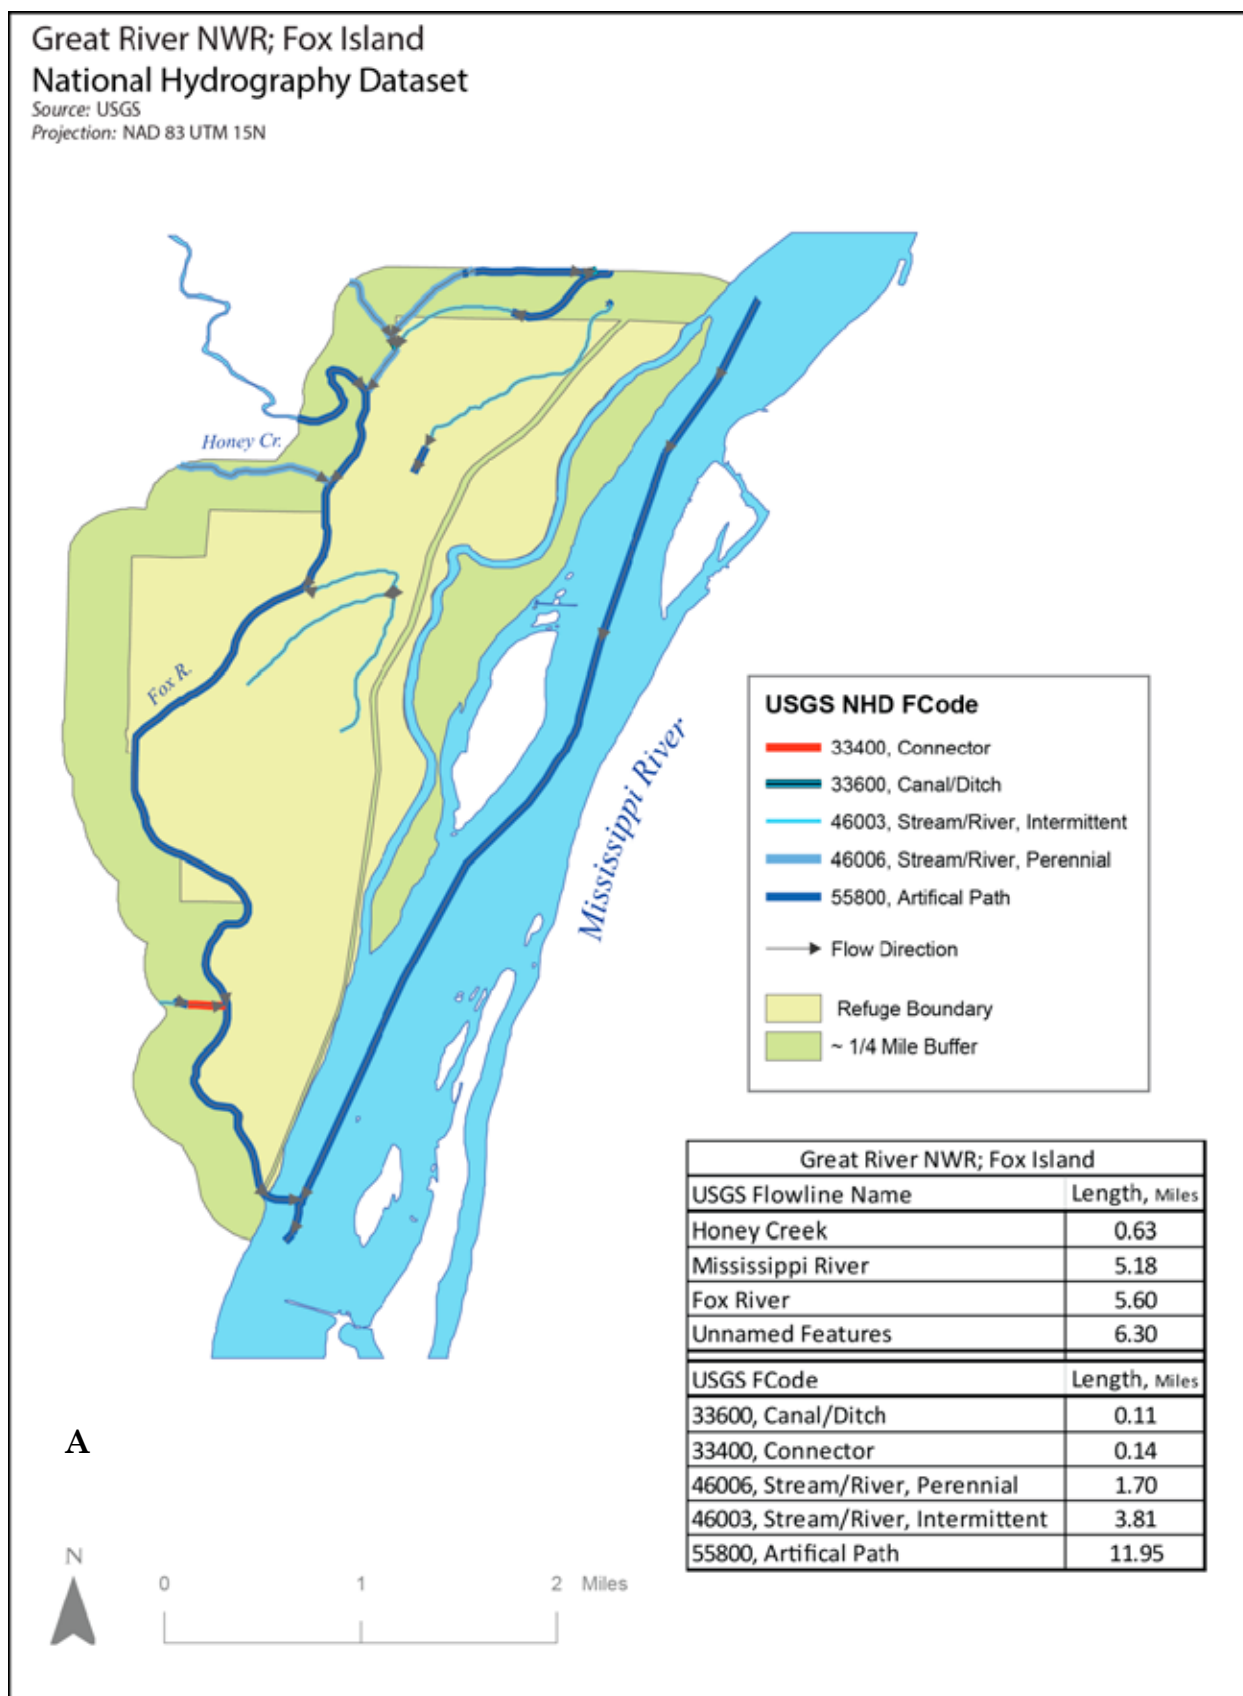 Great River NWR; Fox Island
National Hydrography Dataset
Source: USGS
Projection: NAD 83 UTM 15N
Honey Cr.
Fox R.
Mississippi River
USGS NHD FCode
33400, Connector
33600, Canal/Ditch
46003, Stream/River, Intermittent
46006, Stream/River, Perennial
55800, Artifical Path
Flow Direction
Refuge Boundary
~ 1/4 Mile Buffer
Great River NWR; Fox Island
USGS Flowline Name Length, Miles
Honey Creek 0.63
Mississippi River 5.18
Fox River 5.60
Unnamed Features 6.30
USGS FCode Length, Miles
33600, Canal/Ditch 0.11
33400, Connector 0.14
46006, Stream/River, Perennial 1.70
46003, Stream/River, Intermittent 3.81
55800, Artifical Path 11.95
A
N
0 1 2 Miles